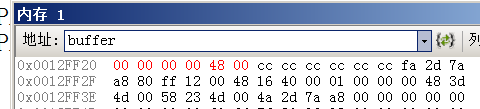 P
P
内存 1
地址: buffer
列
0x0012FF20 00 00 00 00 48 00 cc cc cc cc cc fa 2d 7a
0x0012FF2F a8 80 ff 12 00 48 16 40 00 01 00 00 00 48 3d
0x0012FF3E 4d 00 58 23 4d 00 4a 2d 7a a8 00 00 00 00